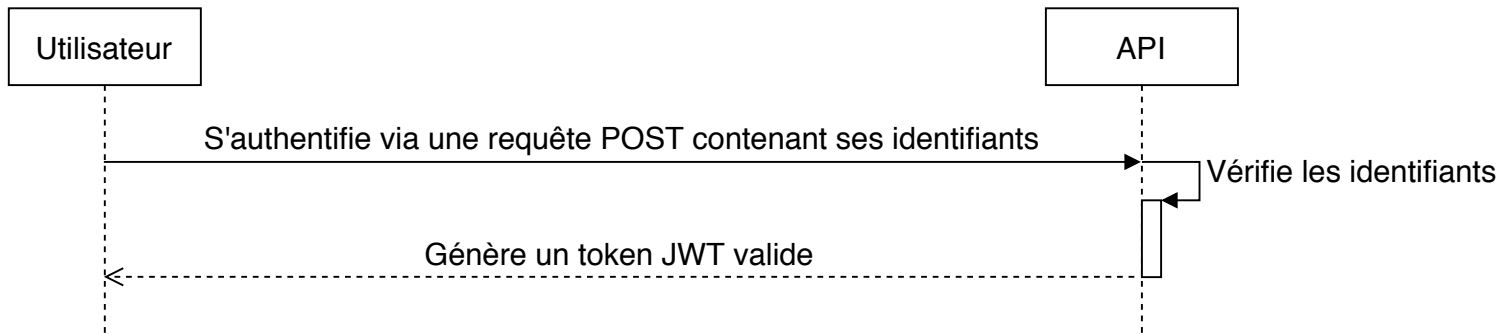 Utilisateur
API
S'authentifie via une requête POST contenant ses identifiants
Vérifie les identifiants
Génère un token JWT valide